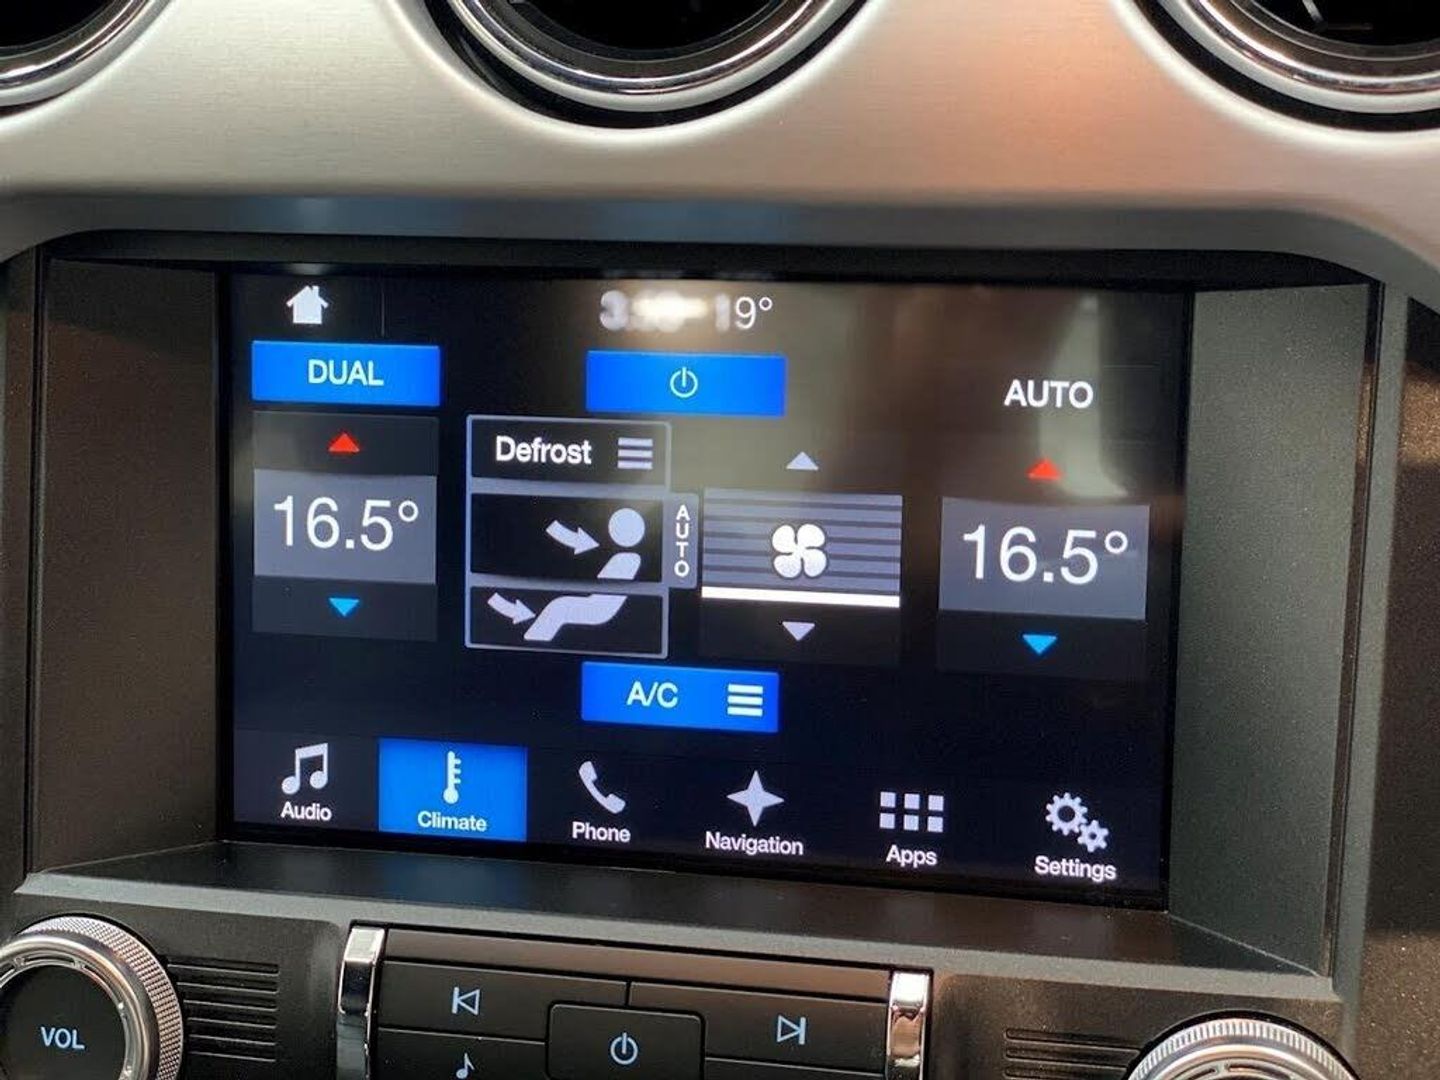 19°
DUAL
AUTO
Defrost
16.5°
AUTO
16.5°
A/C
Audio
Climate
Phone
Navigation
Apps
Settings
VOL